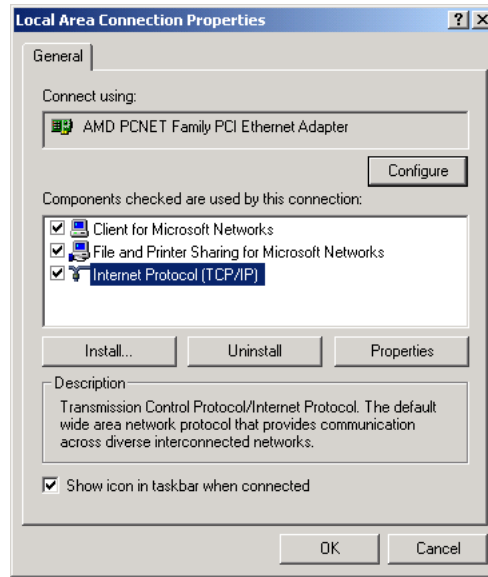 Local Area Connection Properties
General
Connect using:
AMD PCNET Family PCI Ethernet Adapter
Configure
Components checked are used by this connection:
Client for Microsoft Networks
File and Printer Sharing for Microsoft Networks
Internet Protocol (TCP/IP)
Install... Uninstall Properties
Description
Transmission Control Protocol/Internet Protocol. The default
wide area network protocol that provides communication
across diverse interconnected networks.
Show icon in taskbar when connected
OK Cancel